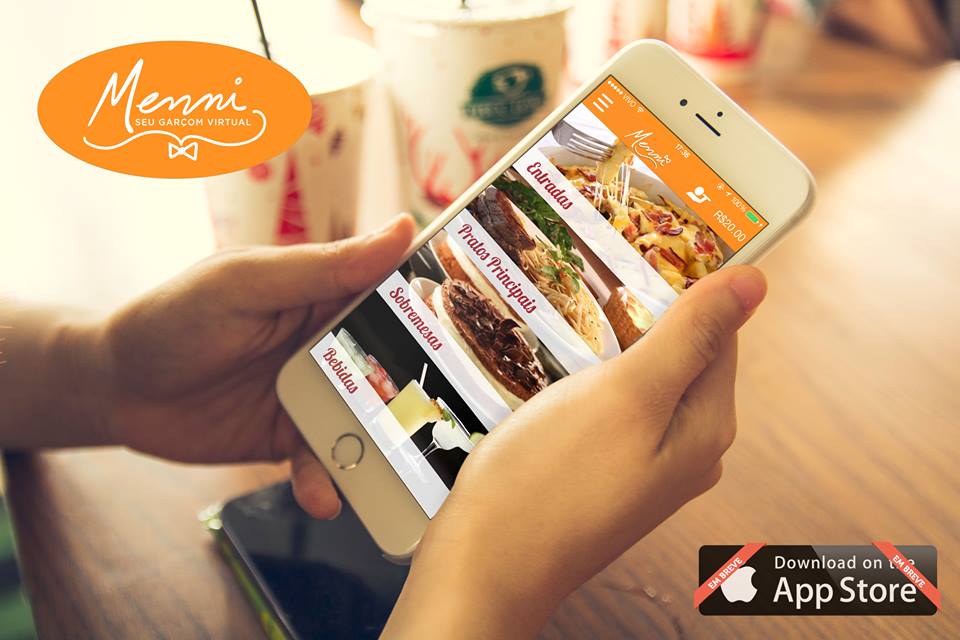 Menni
SEU GARÇOM VIRTUAL
VIVO
17:36
100%
Menni
R$20.00
Entradas
Pratos Principais
Sobremesas
Bebidas
EM BREVE
Download on the
App Store
EM BREVE